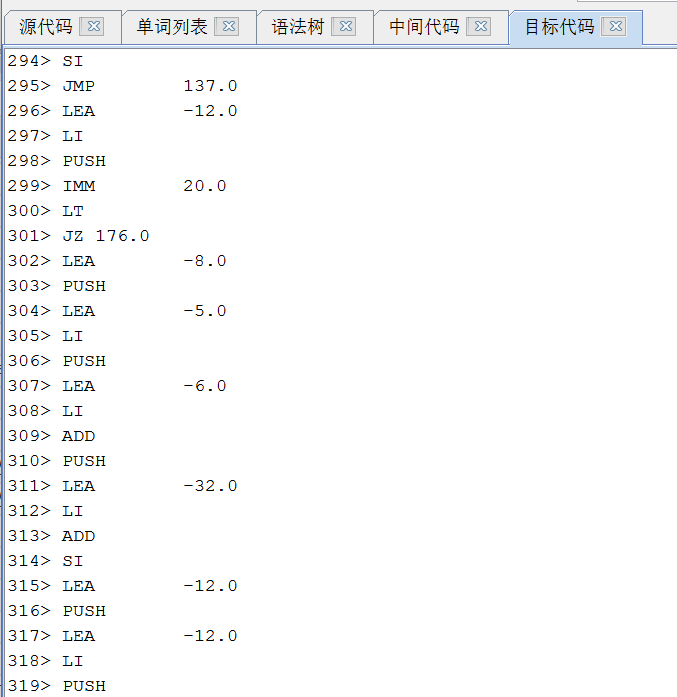 源代码 单词列表 语法树 中间代码 目标代码
294> SI
295> JMP 137.0
296> LEA -12.0
297> LI
298> PUSH
299> IMM 20.0
300> LT
301> JZ 176.0
302> LEA -8.0
303> PUSH
304> LEA -5.0
305> LI
306> PUSH
307> LEA -6.0
308> LI
309> ADD
310> PUSH
311> LEA -32.0
312> LI
313> ADD
314> SI
315> LEA -12.0
316> PUSH
317> LEA -12.0
318> LI
319> PUSH